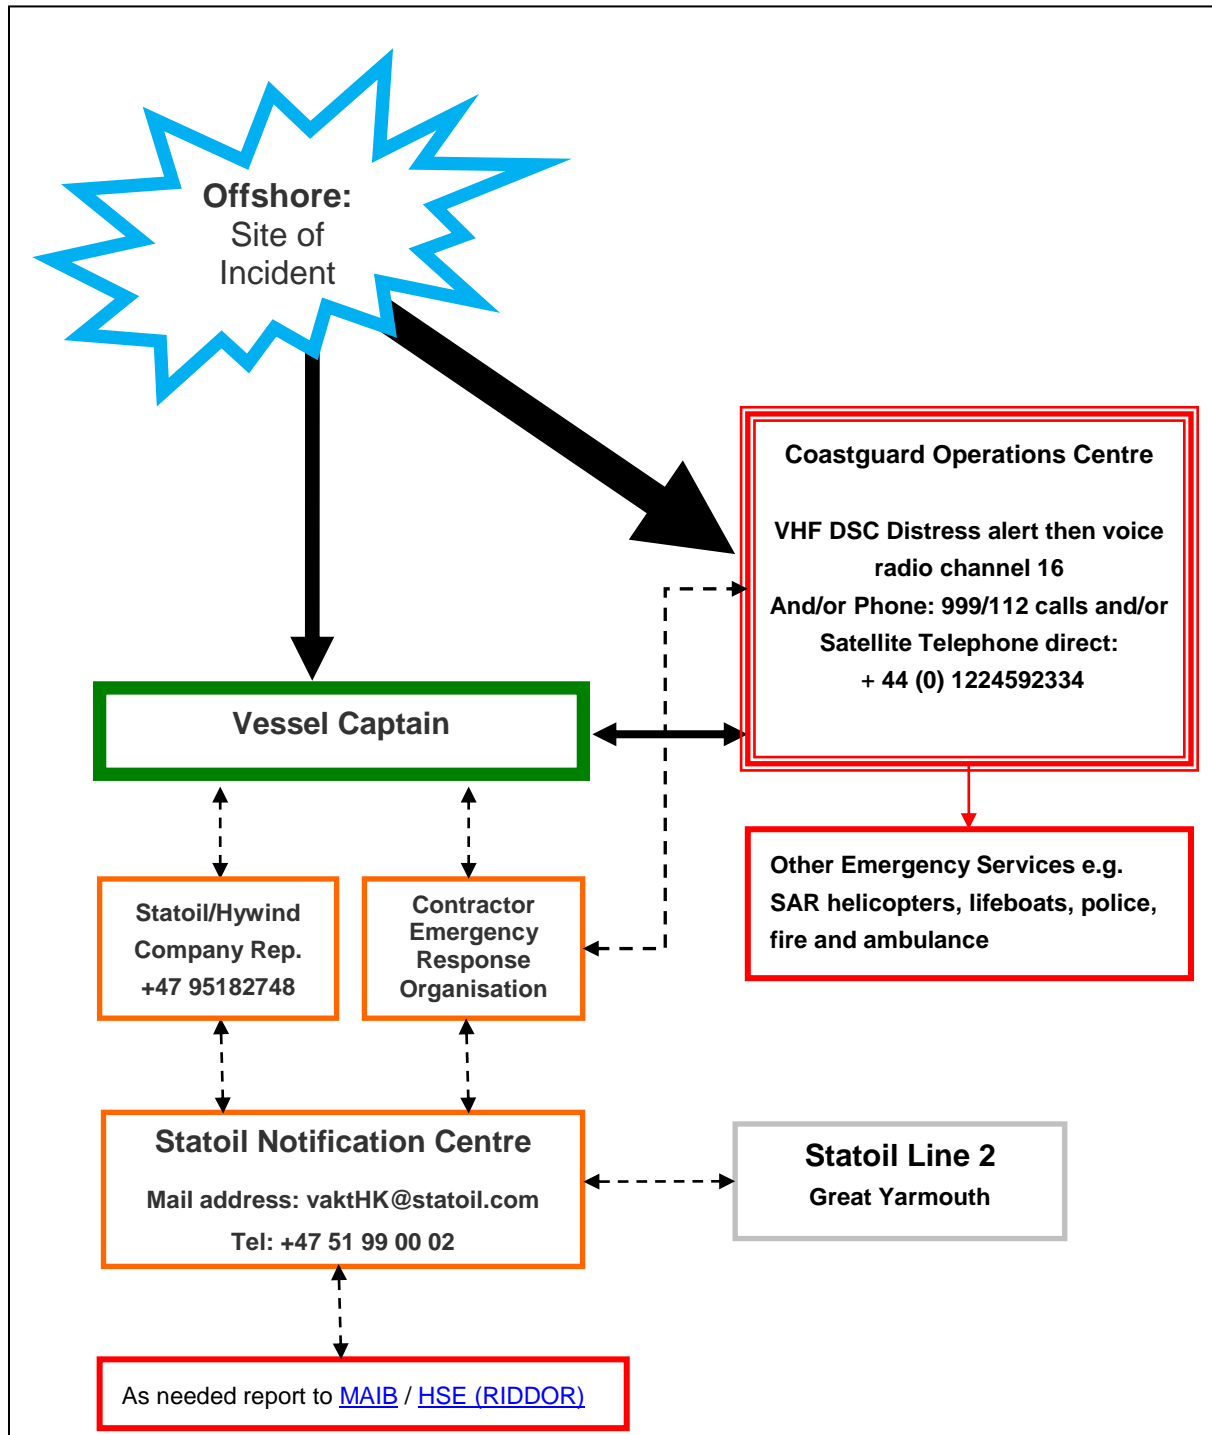 Offshore:
Site of
Incident
Coastguard Operations Centre
VHF DSC Distress alert then voice
radio channel 16
And/or Phone: 999/112 calls and/or
Satellite Telephone direct:
+ 44 (0) 1224592334
Vessel Captain
Other Emergency Services e.g.
SAR helicopters, lifeboats, police,
fire and ambulance
Statoil/Hywind
Company Rep.
+47 95182748
Contractor
Emergency
Response
Organisation
Statoil Notification Centre
Mail address: vaktHK@statoil.com
Tel: +47 51 99 00 02
Statoil Line 2
Great Yarmouth
As needed report to MAIB / HSE (RIDDOR)